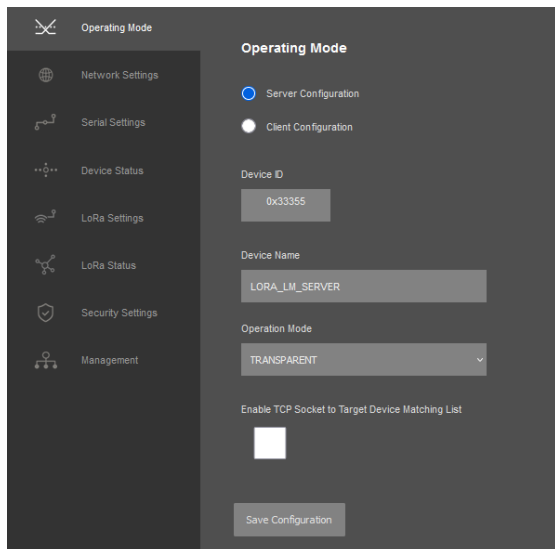 Operating Mode
Network Settings
Serial Settings
Device Status
LoRa Settings
LoRa Status
Security Settings
Management
Operating Mode
Server Configuration
Client Configuration
Device ID
0x33355
Device Name
LORA_LM_SERVER
Operation Mode
TRANSPARENT
Enable TCP Socket to Target Device Matching List
Save Configuration